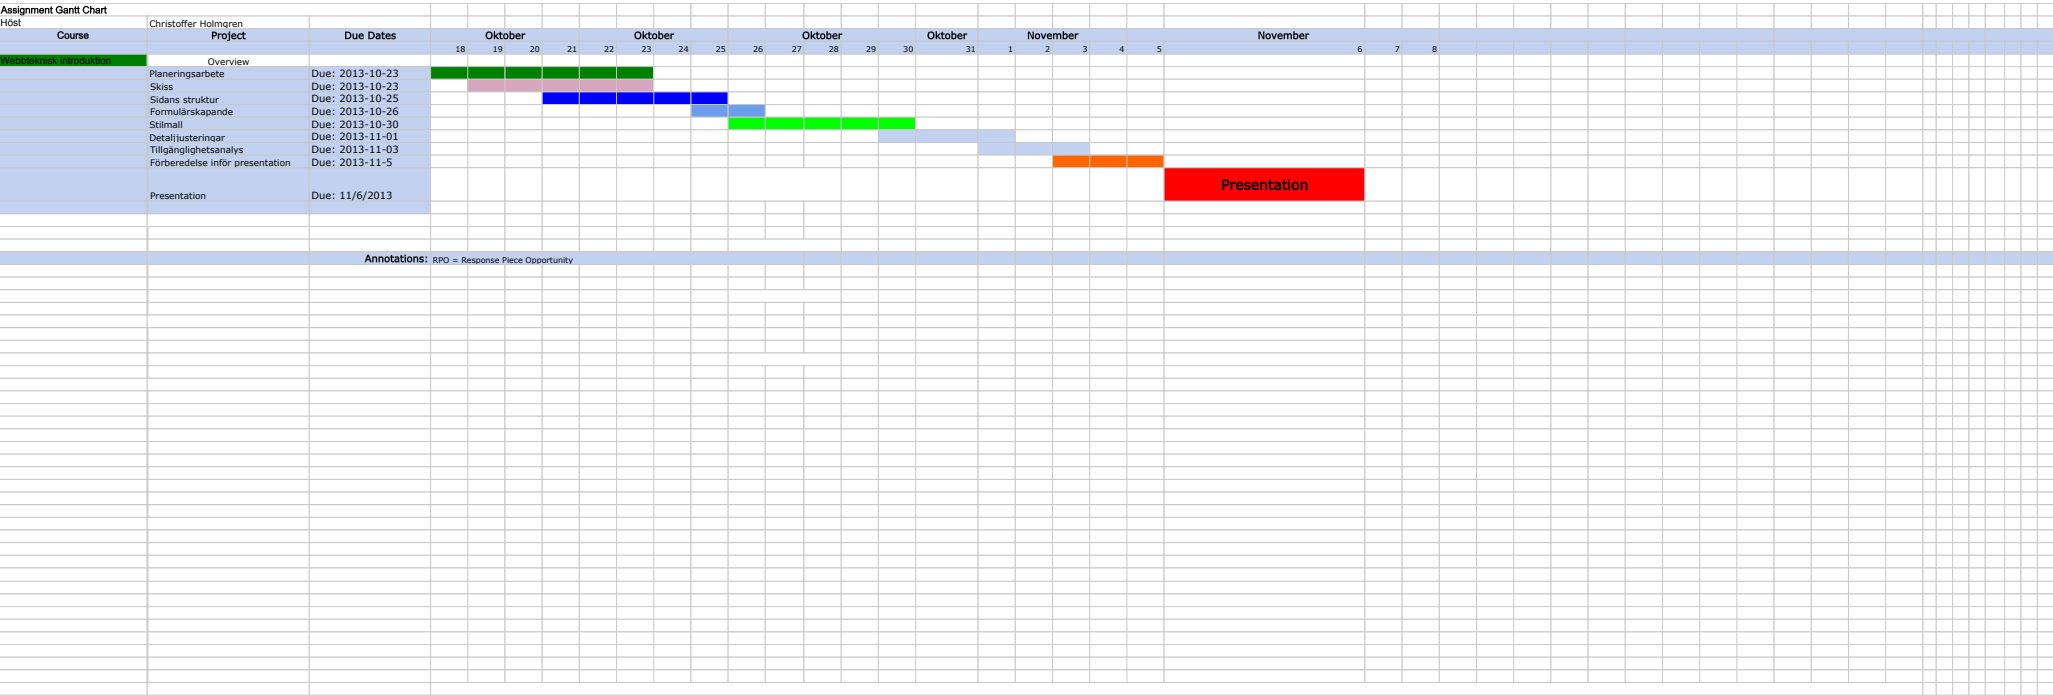 Assignment Gantt Chart
Höst Christoffer Holmgren
Course Project Due Dates Oktober Oktober Oktober Oktober November November
18 19 20 21 22 23 24 25 26 27 28 29 30 31 1 2 3 4 5 6 7 8
Webbteknisk introduktion Overview
Planeringsarbete Due: 2013-10-23
Skiss Due: 2013-10-23
Sidans struktur Due: 2013-10-25
Formulärskapande Due: 2013-10-26
Stilmall Due: 2013-10-30
Detaljjusteringar Due: 2013-11-01
Tillgänglighetsanalys Due: 2013-11-03
Förberedelse inför presentation Due: 2013-11-5
Presentation Due: 11/6/2013 Presentation
Annotations: RPO = Response Piece Opportunity